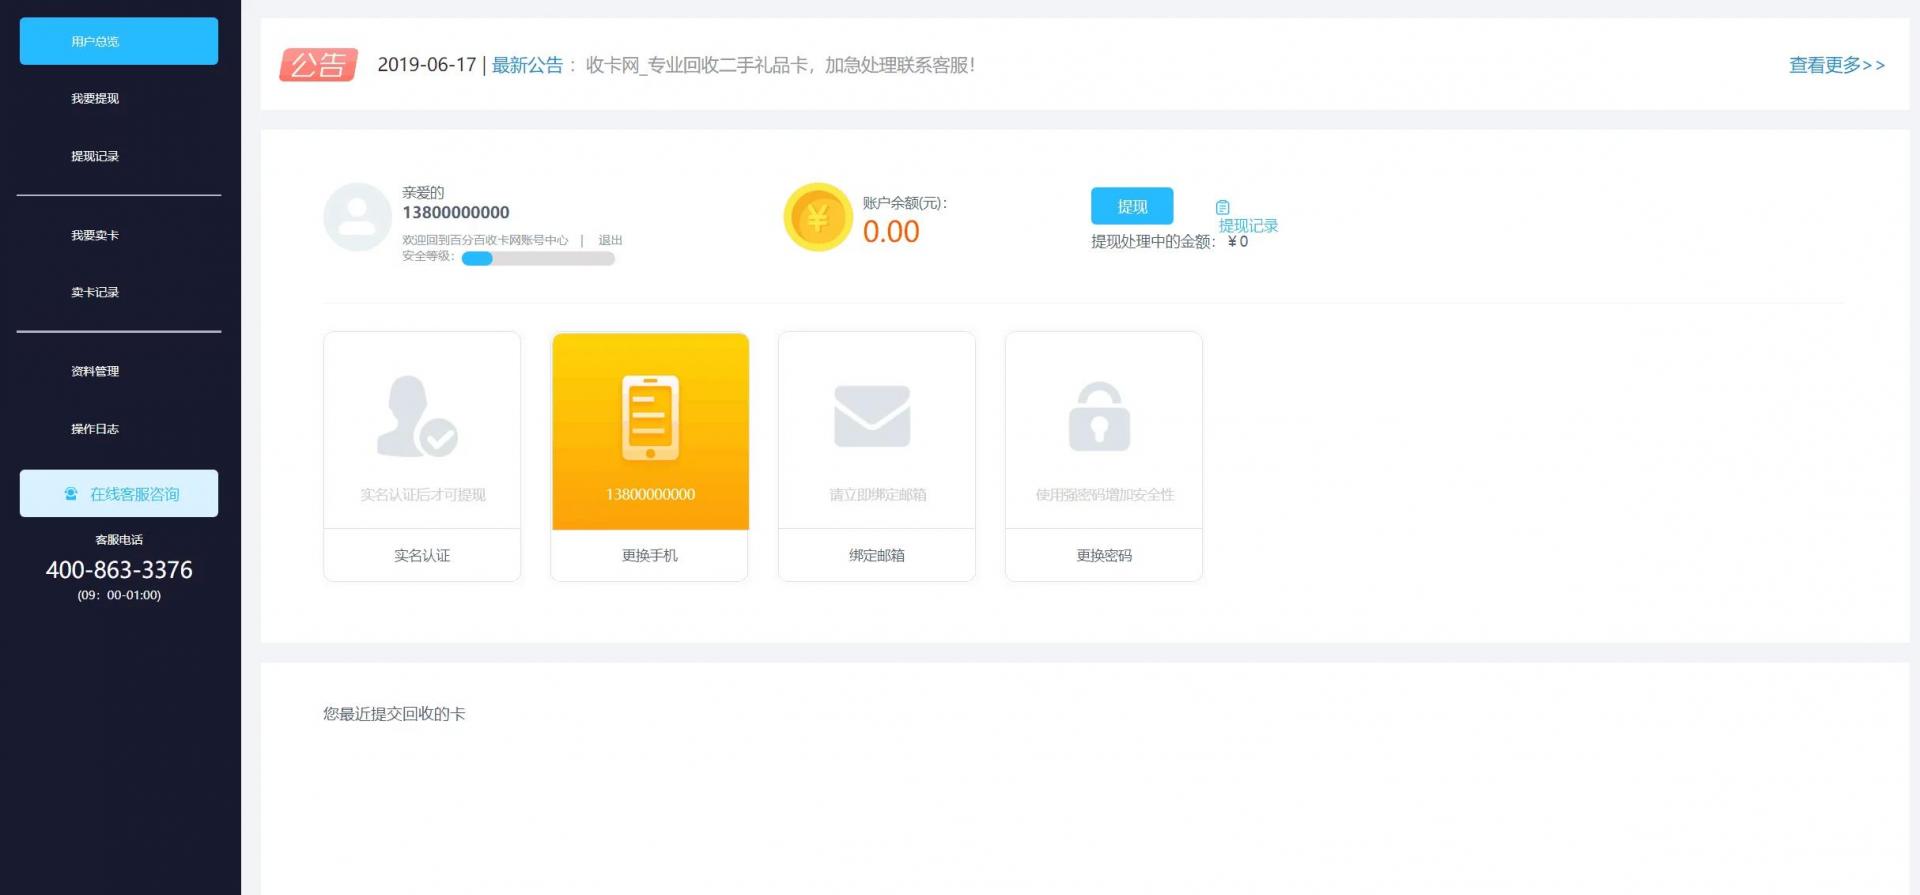 用户总览
我要提现
提现记录
我要卖卡
卖卡记录
资料管理
操作日志
在线客服咨询
客服电话
400-863-3376
(09：00-01:00)
公告 2019-06-17 | 最新公告 ： 收卡网_专业回收二手礼品卡，加急处理联系客服！ 查看更多>>
亲爱的
13800000000
欢迎回到百分百收卡网账号中心 | 退出
安全等级：
账户余额(元)：
0.00
提现
提现记录
提现处理中的金额： ¥ 0
实名认证后才可提现
实名认证
13800000000
更换手机
请立即绑定邮箱
绑定邮箱
使用强密码增加安全性
更换密码
您最近提交回收的卡